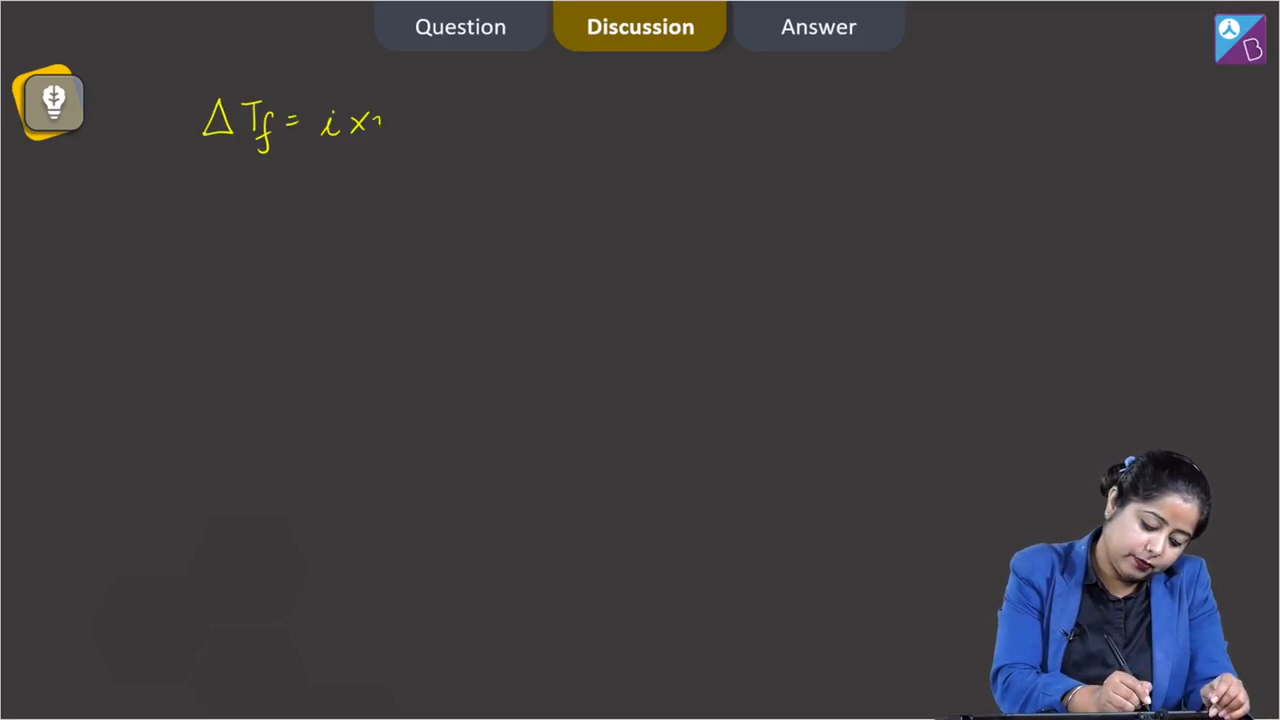 Question Discussion Answer
ΔTf = i ×